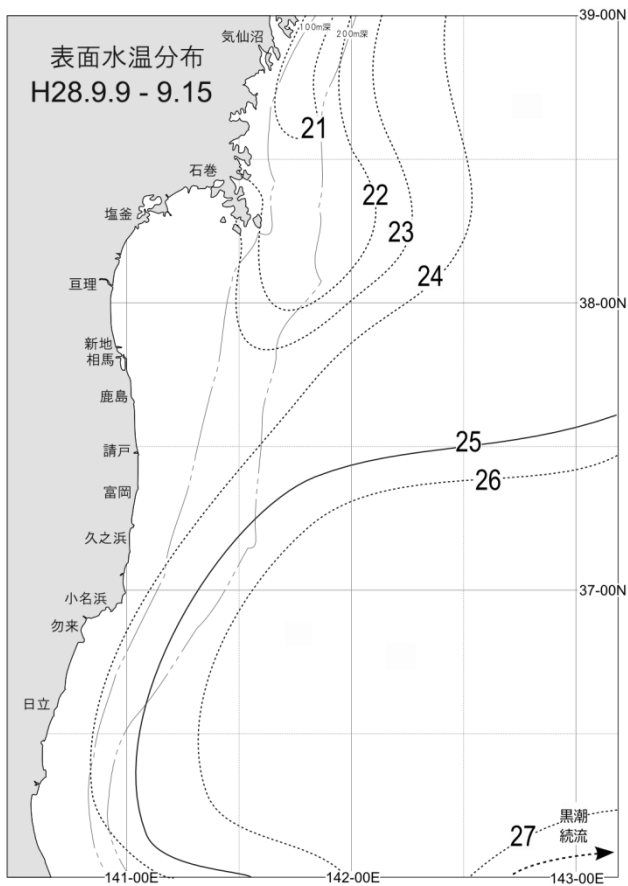 表面水温分布
H28.9.9 - 9.15
100m深
200m深
39-00N
気仙沼
21
石巻
22
塩釜
23
24
亘理
38-00N
新地
相馬
鹿島
25
請戸
26
富岡
久之浜
37-00N
小名浜
勿来
日立
黒潮
続流
27
141-00E
142-00E
143-00E